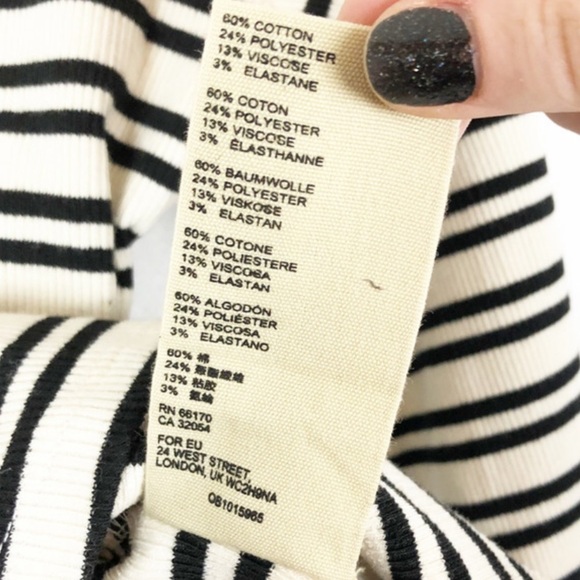 60% COTTON
24% POLYESTER
13% VISCOSE
3% ELASTANE
60% COTON
24% POLYESTER
13% VISCOSE
3% ÉLASTHANNE
60% BAUMWOLLE
24% POLYESTER
13% VISKOSE
3% ELASTAN
60% COTONE
24% POLIESTERE
13% VISCOSA
3% ELASTAN
60% ALGODÓN
24% POLIÉSTER
13% VISCOSA
3% ELASTANO
60% 棉
24% 聚酯纖維
13% 粘胶
3% 氨綸
RN 66170
CA 32054
FOR EU
24 WEST STREET,
LONDON, UK WC2H9NA
OB1015965